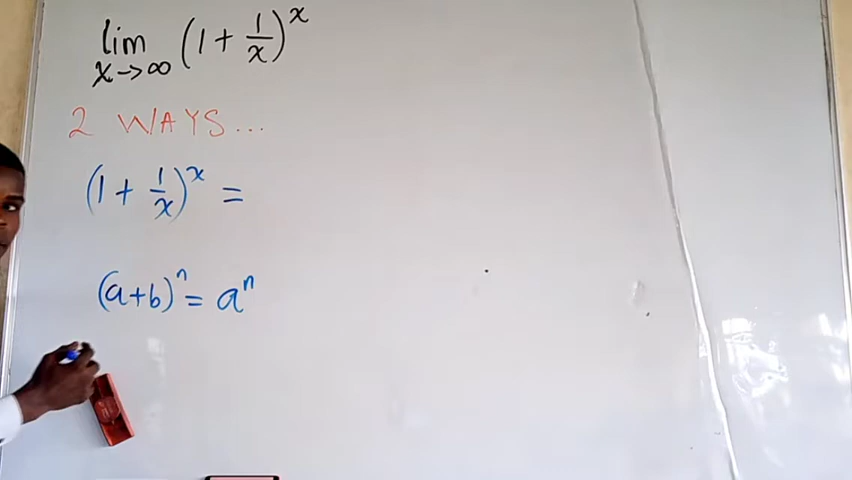 lim x→∞ (1 + 1/x)^x
2 WAYS...
(1 + 1/x)^x =
(a+b)^n = a^n